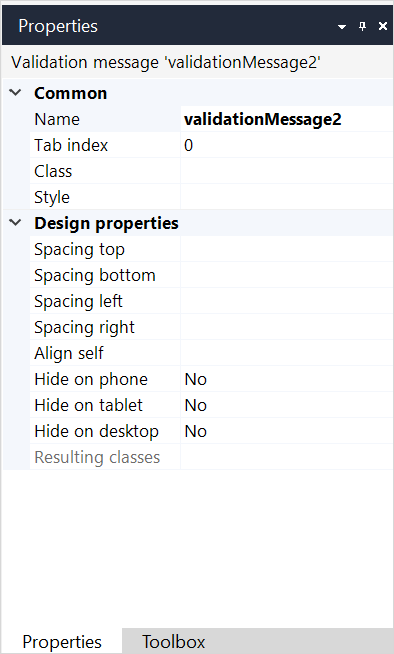 Properties
Validation message 'validationMessage2'
Common
Name validationMessage2
Tab index 0
Class
Style
Design properties
Spacing top
Spacing bottom
Spacing left
Spacing right
Align self
Hide on phone No
Hide on tablet No
Hide on desktop No
Resulting classes
Properties Toolbox